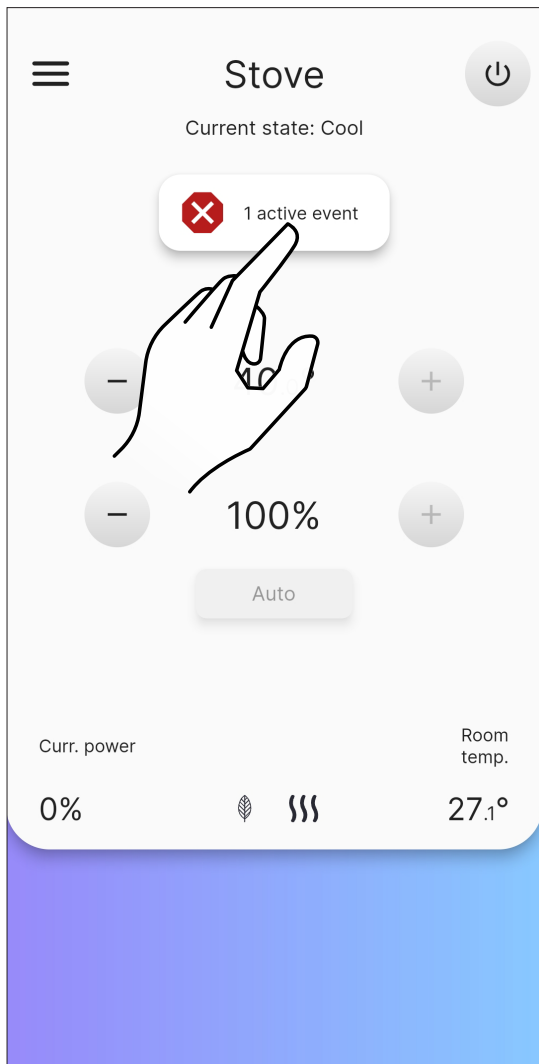 Stove
Current state: Cool
1 active event
100%
Auto
Curr. power
Room
temp.
0%
27.1°